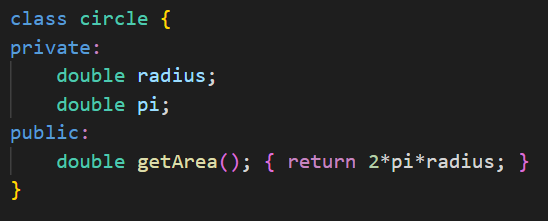 class circle {
private:
    double radius;
    double pi;
public:
    double getArea(); { return 2*pi*radius; }
}